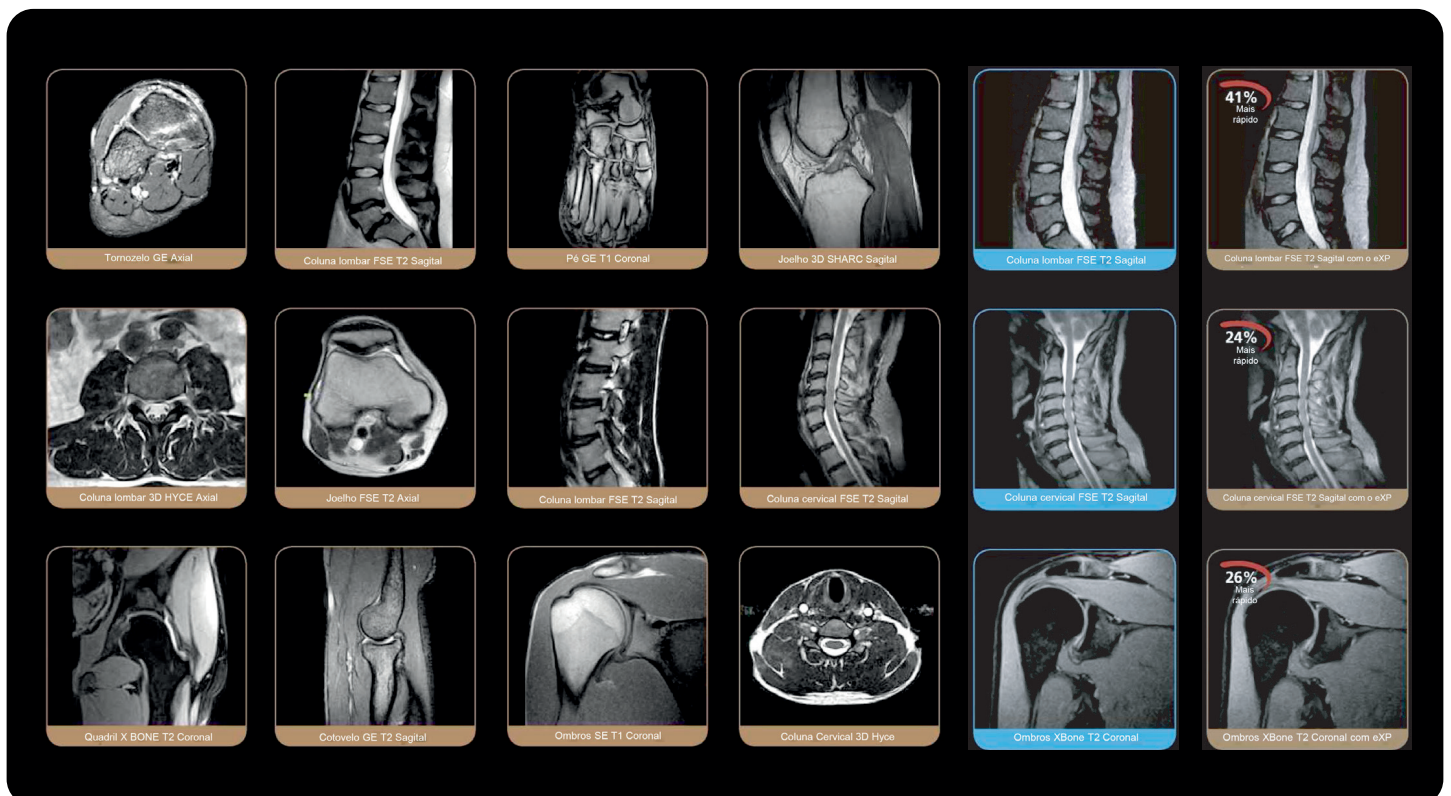 Tornozelo GE Axial
Coluna lombar FSE T2 Sagital
Pé GE T1 Coronal
Joelho 3D SHARC Sagital
Coluna lombar FSE T2 Sagital
41%
Mais
rápido
Coluna lombar FSE T2 Sagital com o eXP
Coluna lombar 3D HYCE Axial
Joelho FSE T2 Axial
Coluna lombar FSE T2 Sagital
Coluna cervical FSE T2 Sagital
Coluna cervical FSE T2 Sagital
24%
Mais
rápido
Coluna cervical FSE T2 Sagital com o eXP
Quadril X BONE T2 Coronal
Cotovelo GE T2 Sagital
Ombros SE T1 Coronal
Coluna Cervical 3D Hyce
Ombros XBone T2 Coronal
26%
Mais
rápido
Ombros XBone T2 Coronal com eXP